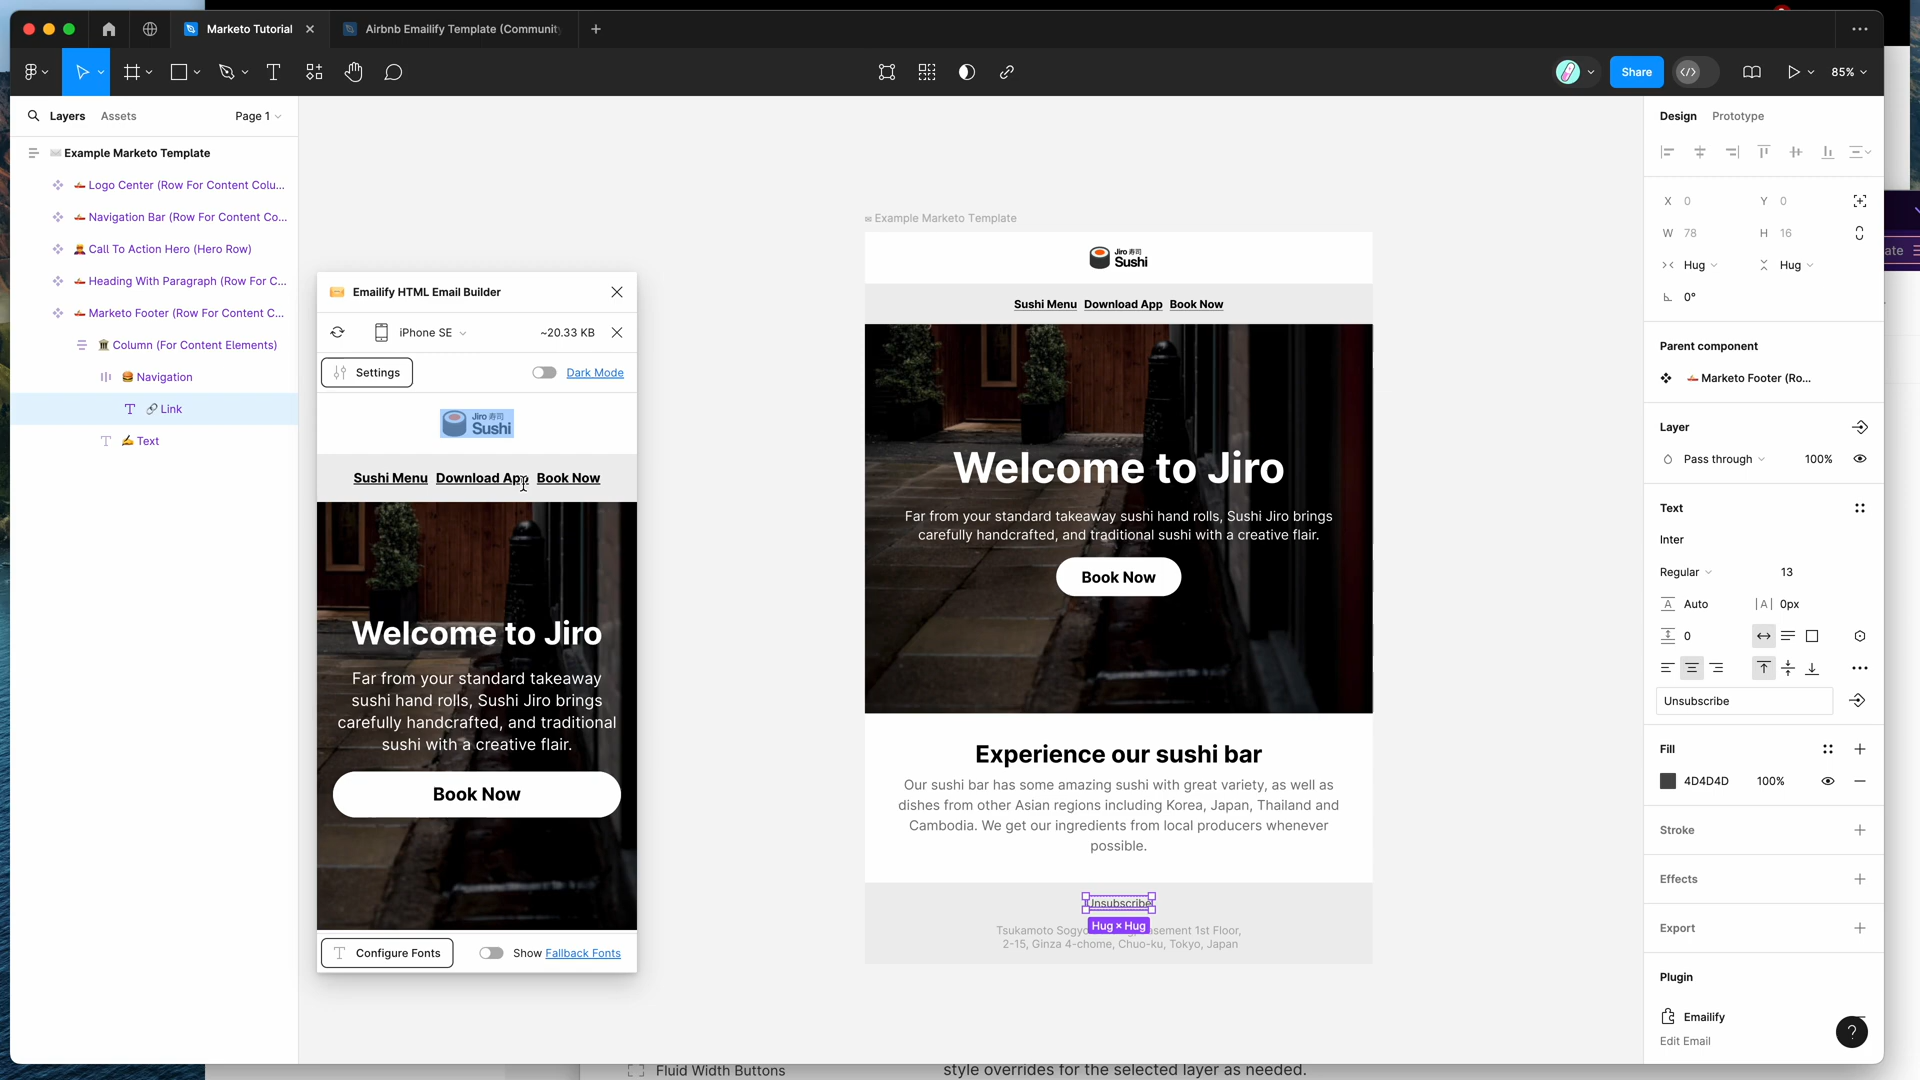 Marketo Tutorial
Airbnb Emailify Template (Communit
Share
85%
Layers
Assets
Page 1
Design
Prototype
Example Marketo Template
Logo Center (Row For Content Colu...
Navigation Bar (Row For Content Co...
Call To Action Hero (Hero Row)
Heading With Paragraph (Row For C...
Marketo Footer (Row For Content C...
Column (For Content Elements)
Navigation
Link
Text
Emailify HTML Email Builder
iPhone SE
~20.33 KB
Settings
Dark Mode
Jiro 寿司
Sushi
Sushi Menu Download App Book Now
Welcome to Jiro
Far from your standard takeaway
sushi hand rolls, Sushi Jiro brings
carefully handcrafted, and traditional
sushi with a creative flair.
Book Now
Configure Fonts
Show Fallback Fonts
Example Marketo Template
Jiro 寿司
Sushi
Sushi Menu Download App Book Now
Welcome to Jiro
Far from your standard takeaway sushi hand rolls, Sushi Jiro brings
carefully handcrafted, and traditional sushi with a creative flair.
Book Now
Experience our sushi bar
Our sushi bar has some amazing sushi with great variety, as well as
dishes from other Asian regions including Korea, Japan, Thailand and
Cambodia. We get our ingredients from local producers whenever
possible.
Unsubscribe
Hug × Hug
Tsukamoto Sogyo asement 1st Floor,
2-15, Ginza 4-chome, Chuo-ku, Tokyo, Japan
X 0
Y 0
W 78
H 16
Hug
Hug
0°
Parent component
Marketo Footer (Ro...
Layer
Pass through
100%
Text
Inter
Regular
13
Auto
0px
0
Unsubscribe
Fill
4D4D4D
100%
Stroke
Effects
Export
Plugin
Emailify
Edit Email
?
ate
Fluid Width Buttons
style overrides for the selected layer as needed.